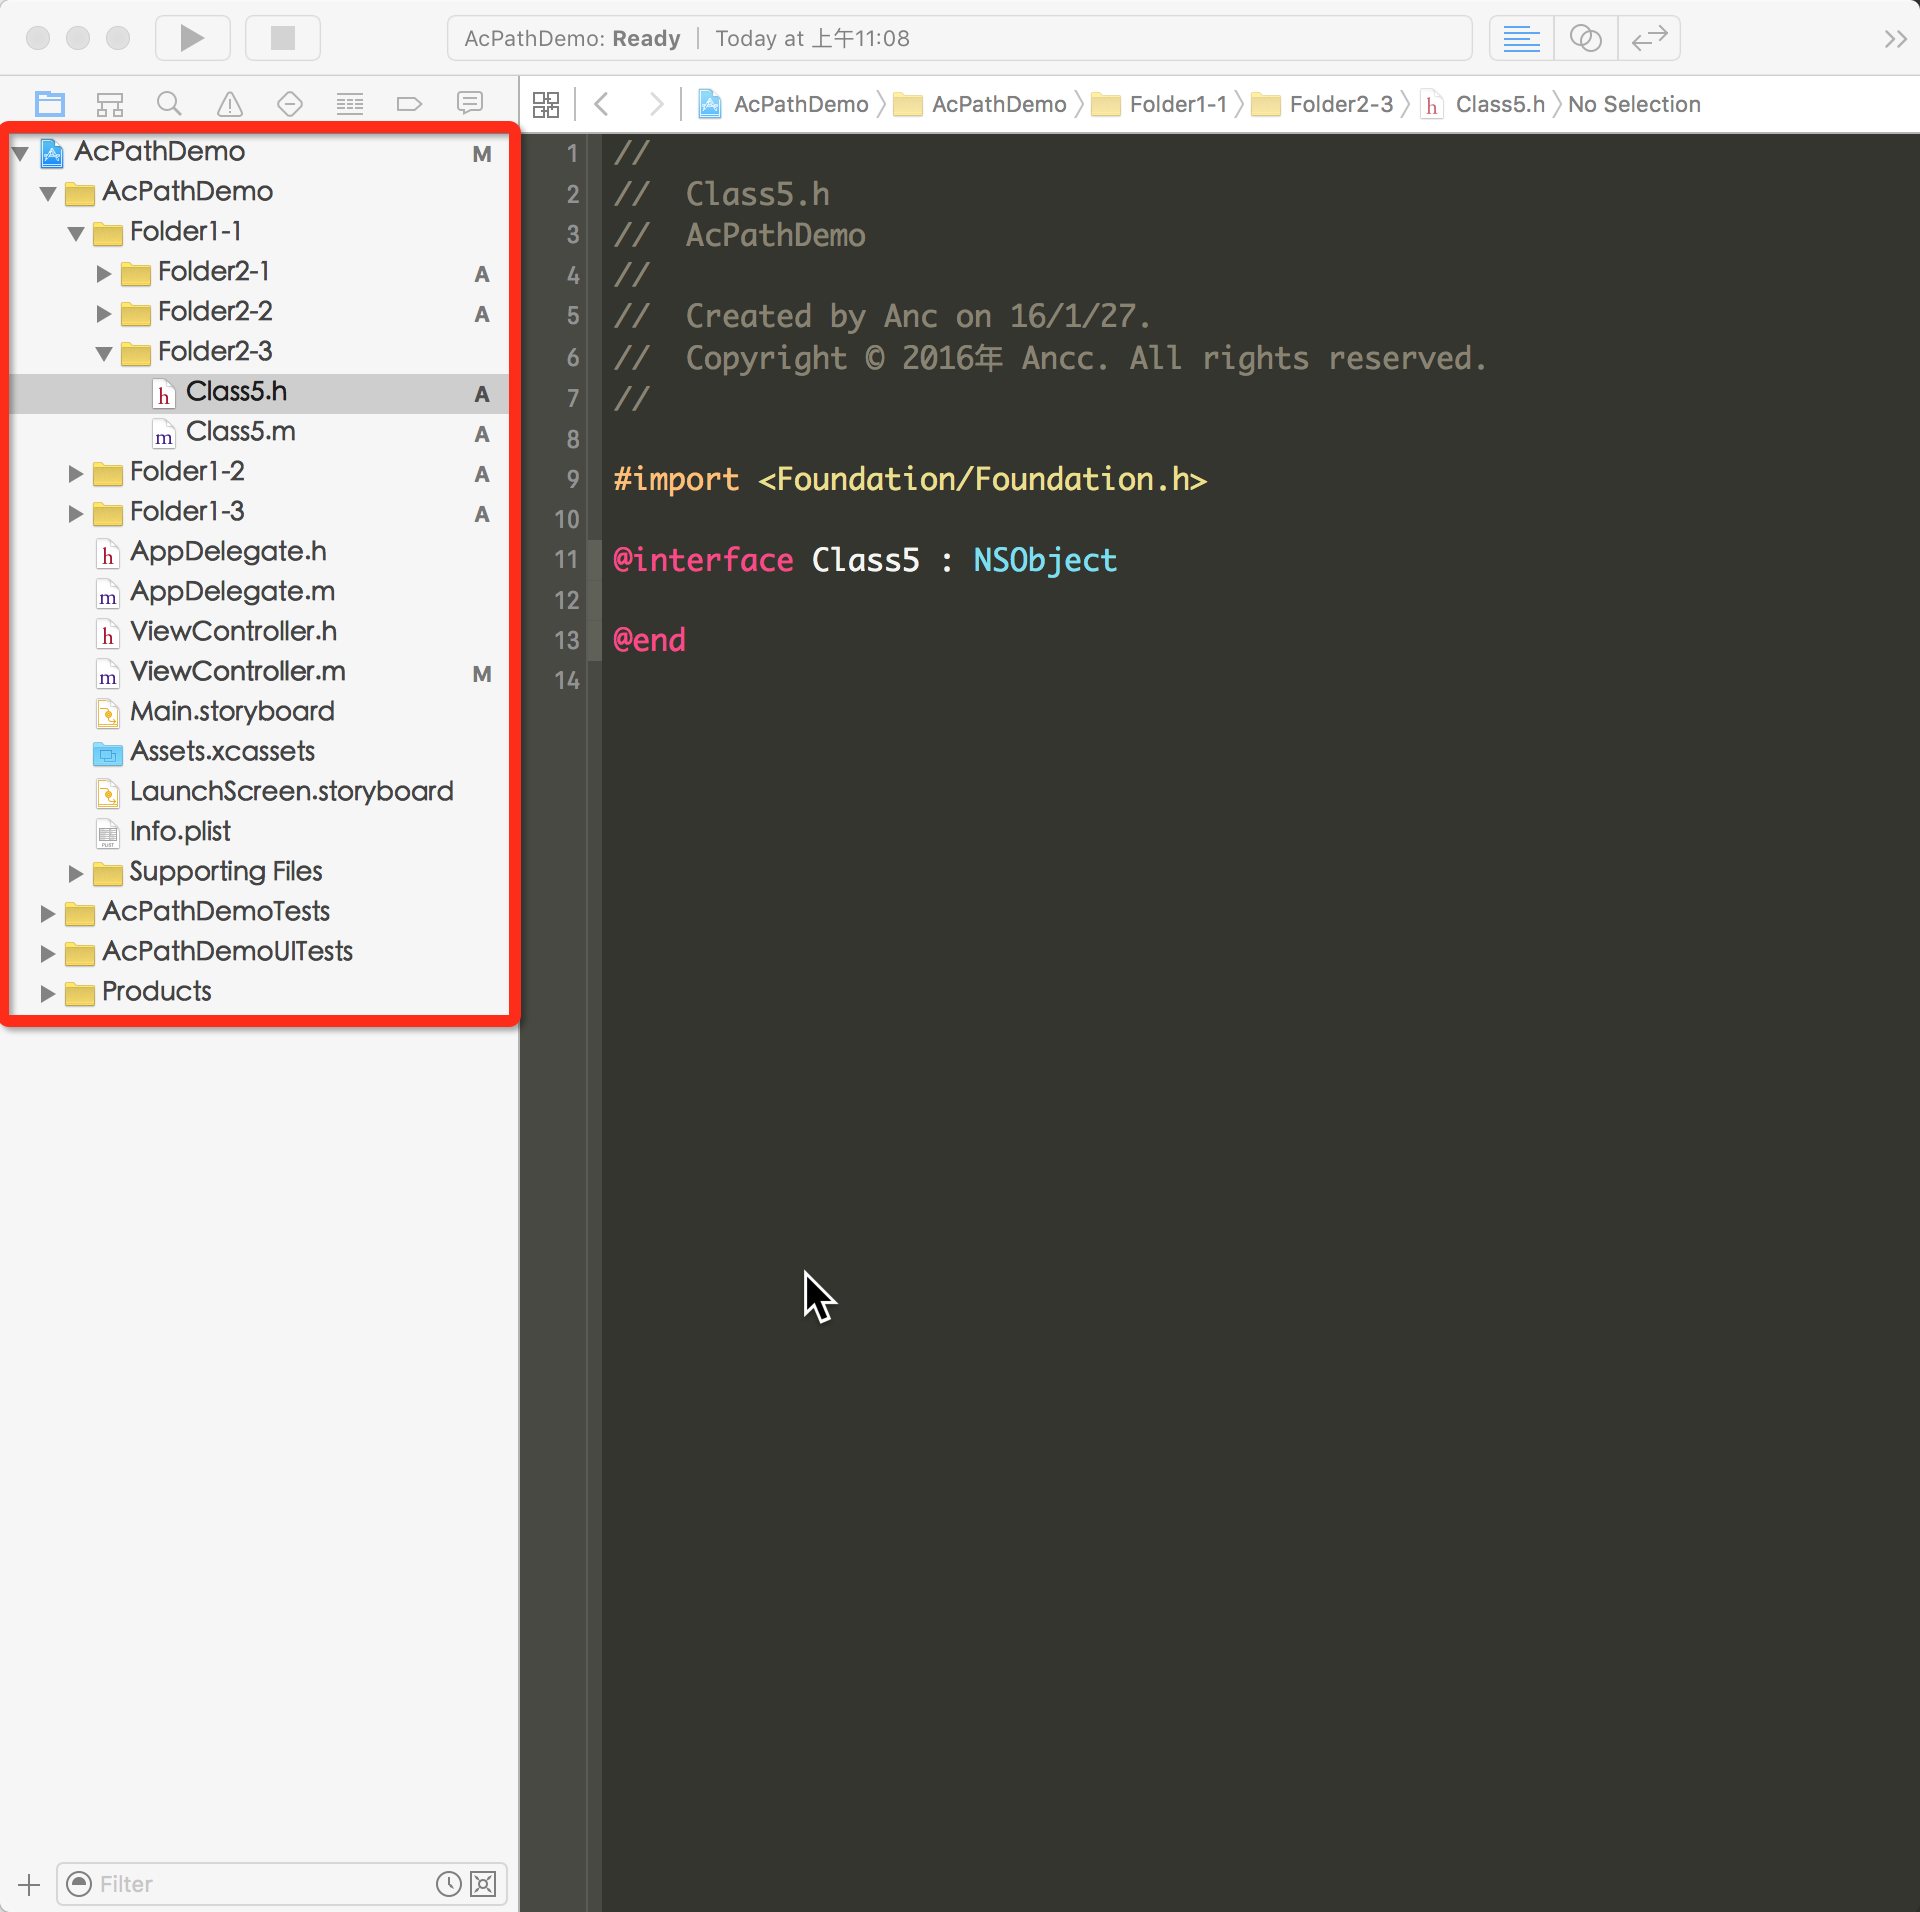 AcPathDemo: Ready | Today at 上午11:08
AcPathDemo AcPathDemo Folder1-1 Folder2-3 h Class5.h No Selection
AcPathDemo M
AcPathDemo
Folder1-1
Folder2-1 A
Folder2-2 A
Folder2-3
h Class5.h A
m Class5.m A
Folder1-2 A
Folder1-3 A
h AppDelegate.h
m AppDelegate.m
h ViewController.h
m ViewController.m M
Main.storyboard
Assets.xcassets
LaunchScreen.storyboard
PLIST Info.plist
Supporting Files
AcPathDemoTests
AcPathDemoUITests
Products
Filter
1 //
2 //  Class5.h
3 //  AcPathDemo
4 //
5 //  Created by Anc on 16/1/27.
6 //  Copyright © 2016年 Ancc. All rights reserved.
7 //
8
9 #import <Foundation/Foundation.h>
10
11 @interface Class5 : NSObject
12
13 @end
14